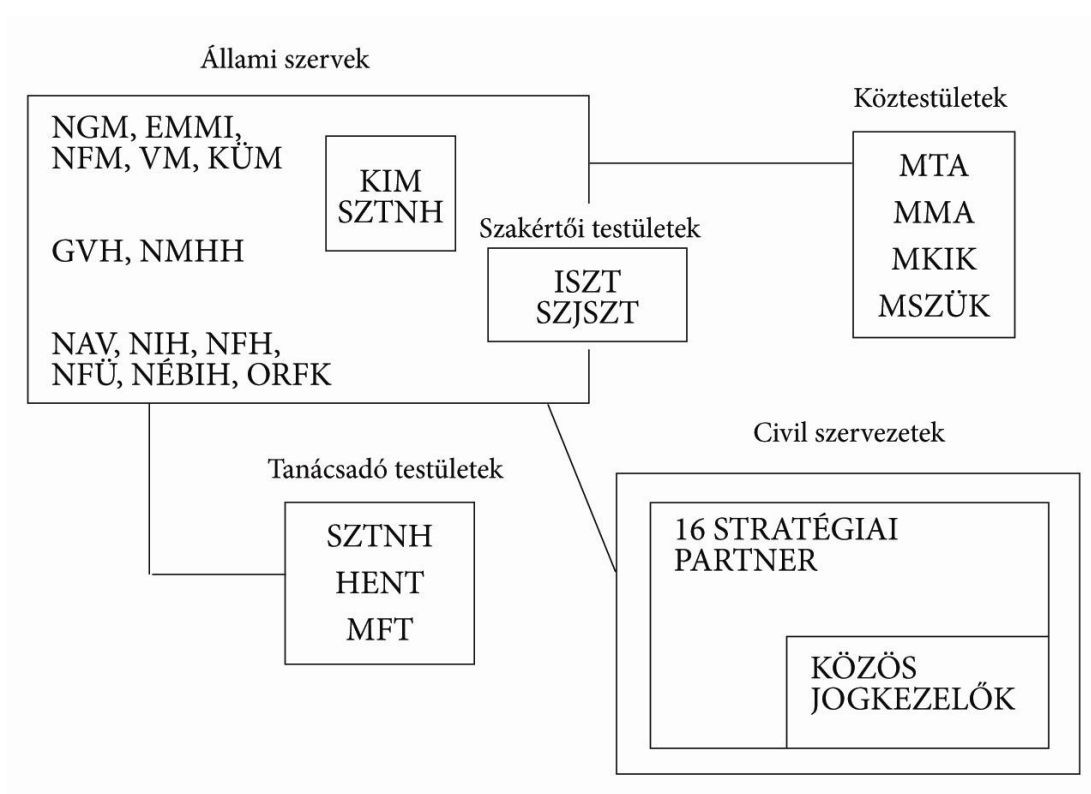 Állami szervek
NGM, EMMI,
NFM, VM, KÜM
KIM
SZTNH
GVH, NMHH
NAV, NIH, NFH,
NFÜ, NÉBIH, ORFK
Szakértői testületek
ISZT
SZJSZT
Köztestületek
MTA
MMA
MKIK
MSZÜK
Tanácsadó testületek
SZTNH
HENT
MFT
Civil szervezetek
16 STRATÉGIAI
PARTNER
KÖZÖS
JOGKEZELŐK